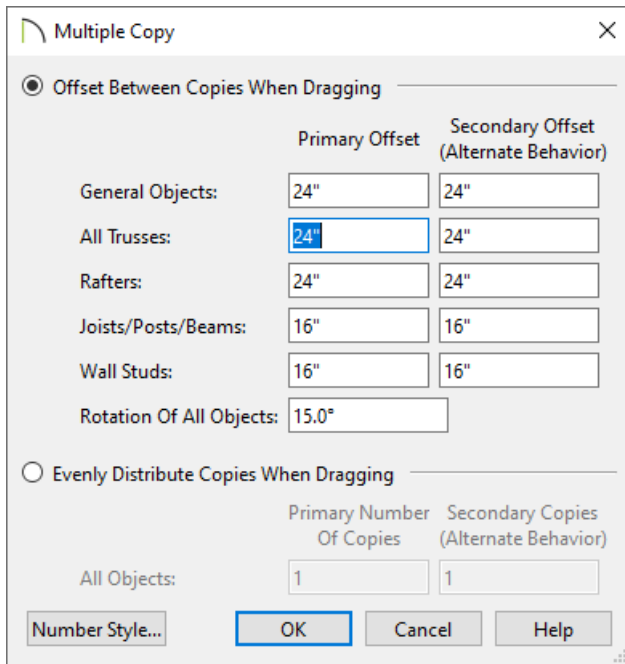 Multiple Copy
Offset Between Copies When Dragging
Primary Offset
Secondary Offset
(Alternate Behavior)
General Objects: 24" 24"
All Trusses: 24" 24"
Rafters: 24" 24"
Joists/Posts/Beams: 16" 16"
Wall Studs: 16" 16"
Rotation Of All Objects: 15.0°
Evenly Distribute Copies When Dragging
Primary Number
Of Copies
Secondary Copies
(Alternate Behavior)
All Objects: 1 1
Number Style... OK Cancel Help